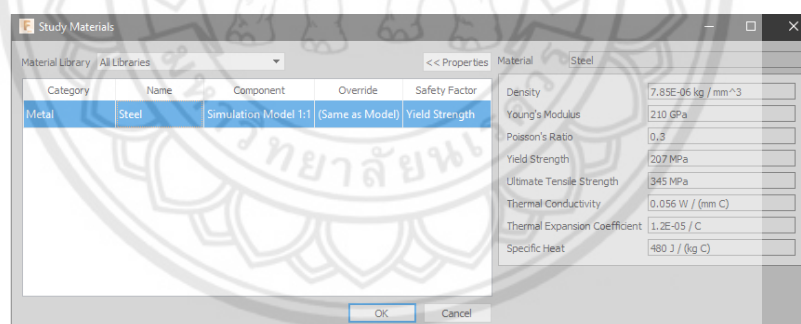 F Study Materials
Material Library All Libraries << Properties Material Steel
Category Name Component Override Safety Factor
Metal Steel Simulation Model 1:1 (Same as Model) Yield Strength
Density 7.85E-06 kg / mm^3
Young's Modulus 210 GPa
Poisson's Ratio 0.3
Yield Strength 207 MPa
Ultimate Tensile Strength 345 MPa
Thermal Conductivity 0.056 W / (mm C)
Thermal Expansion Coefficient 1.2E-05 / C
Specific Heat 480 J / (kg C)
OK Cancel